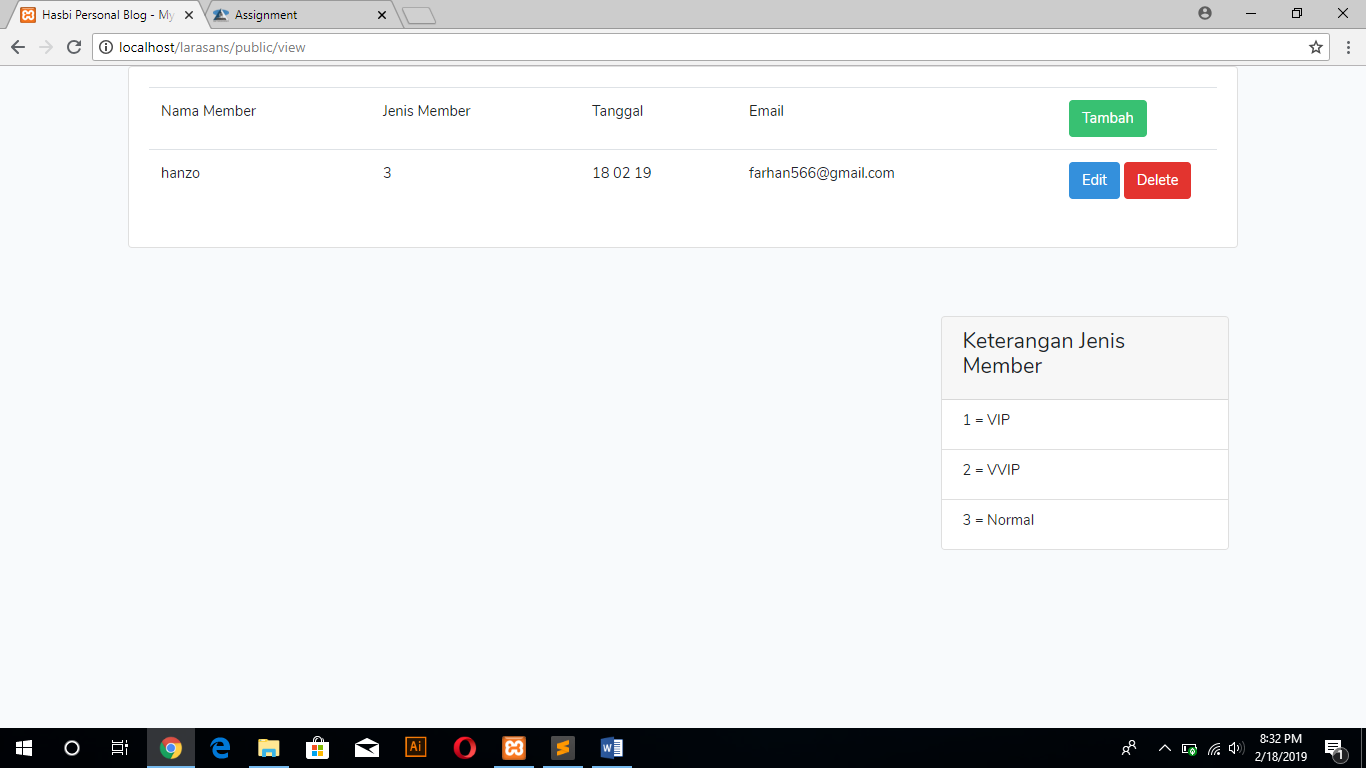 Hasbi Personal Blog - My
Assignment
localhost/larasans/public/view
Nama Member Jenis Member Tanggal Email Tambah
hanzo 3 18 02 19 farhan566@gmail.com Edit Delete
Keterangan Jenis
Member
1 = VIP
2 = VVIP
3 = Normal
Ai
8:32 PM
2/18/2019
1